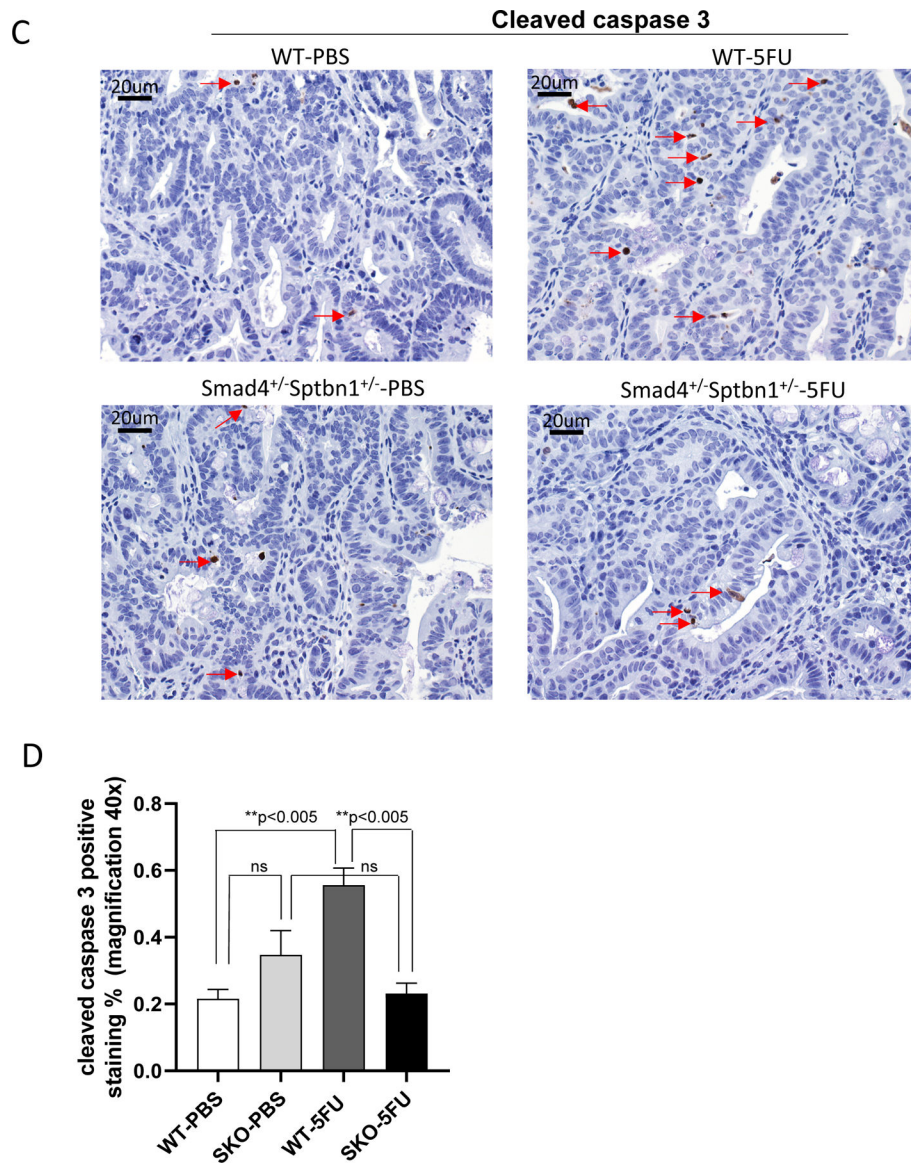 C
Cleaved caspase 3
WT-PBS
WT-5FU
20um
20um
Smad4+/-Sptbn1+/--PBS
Smad4+/-Sptbn1+/--5FU
20um
20um
D
cleaved caspase 3 positive
staining % (magnification 40x)
0.8
0.6
0.4
0.2
0.0
**p<0.005
**p<0.005
ns
ns
WT-PBS
SKO-PBS
WT-5FU
SKO-5FU